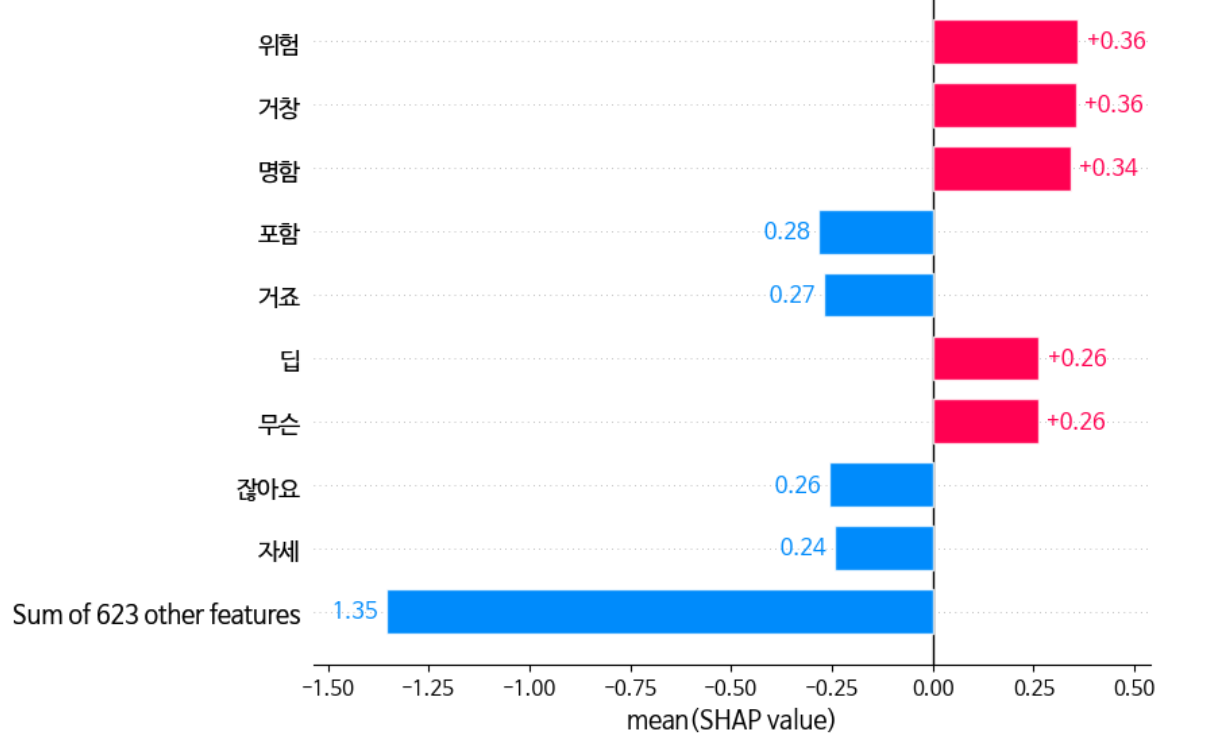 위험 +0.36
거창 +0.36
명함 +0.34
포함 0.28
거죠 0.27
딥 +0.26
무슨 +0.26
잖아요 0.26
자세 0.24
Sum of 623 other features 1.35
−1.50 −1.25 −1.00 −0.75 −0.50 −0.25 0.00 0.25 0.50
mean(SHAP value)